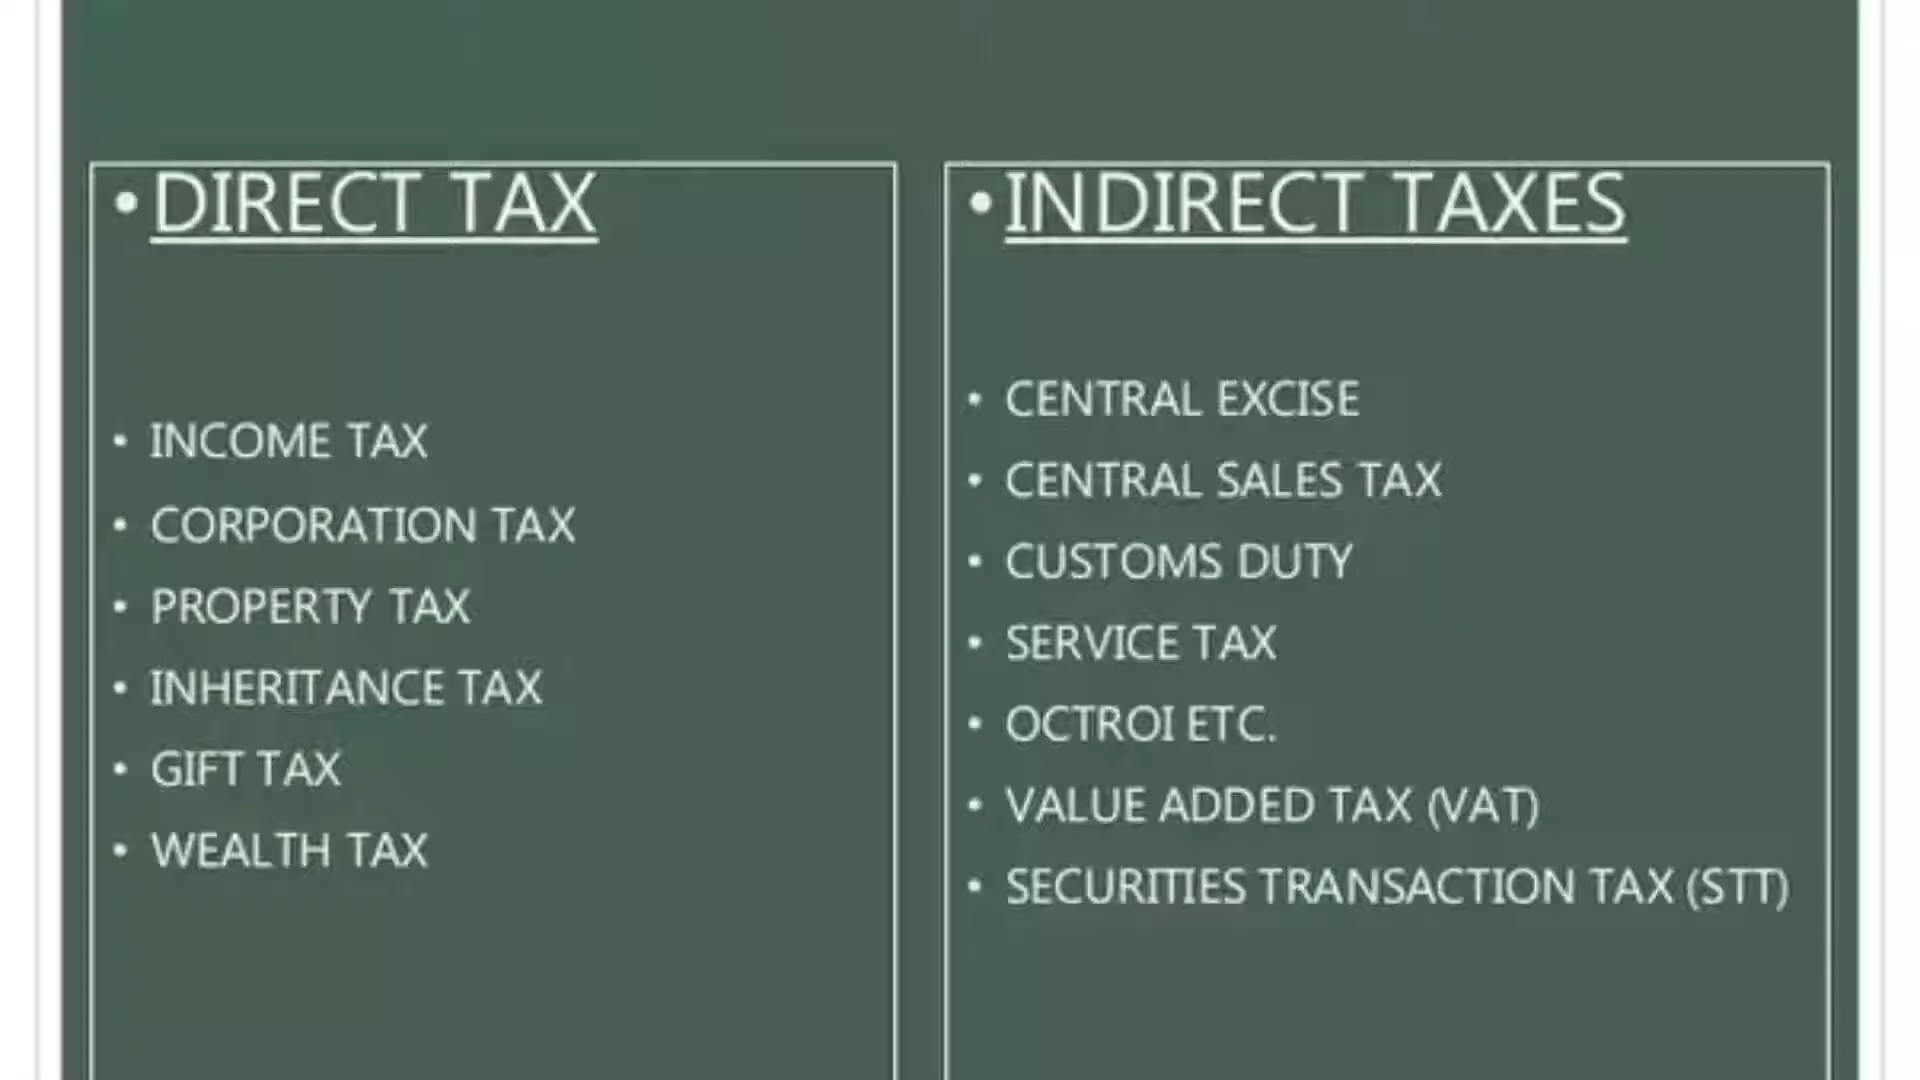 • DIRECT TAX
• INCOME TAX
• CORPORATION TAX
• PROPERTY TAX
• INHERITANCE TAX
• GIFT TAX
• WEALTH TAX
• INDIRECT TAXES
• CENTRAL EXCISE
• CENTRAL SALES TAX
• CUSTOMS DUTY
• SERVICE TAX
• OCTROI ETC.
• VALUE ADDED TAX (VAT)
• SECURITIES TRANSACTION TAX (STT)